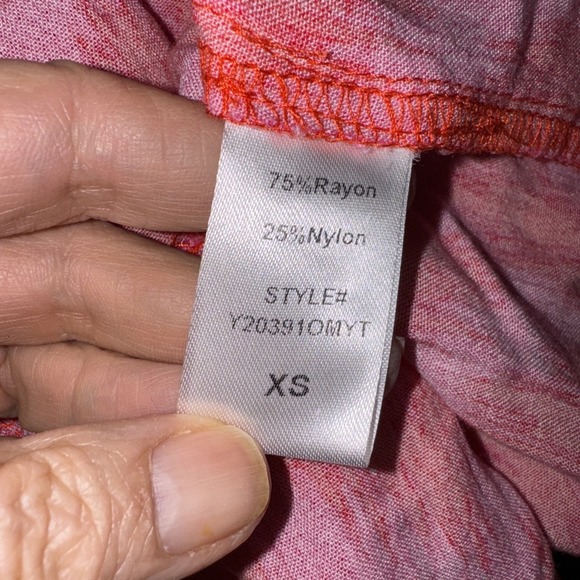 75%Rayon
25%Nylon
STYLE#
Y20391OMYT
XS